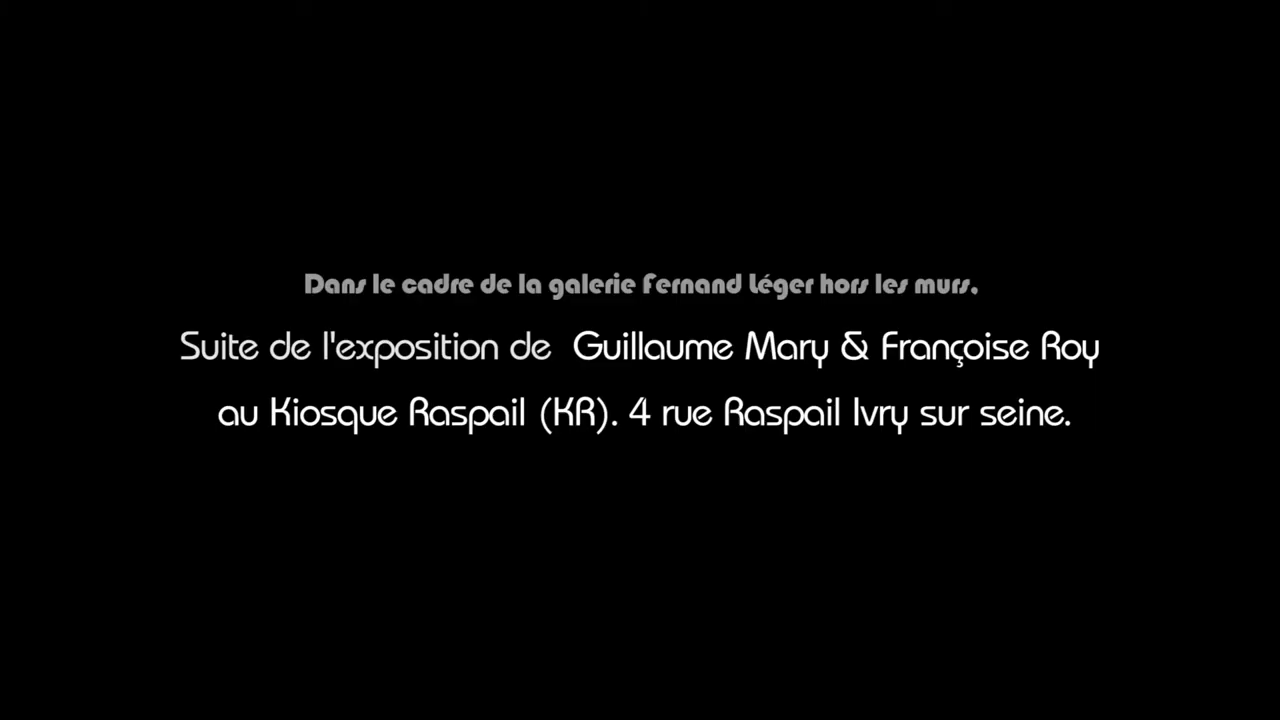 Dans le cadre de la galerie Fernand Léger hors les murs,
Suite de l'exposition de Guillaume Mary & Françoise Roy
au Kiosque Raspail (KR). 4 rue Raspail Ivry sur seine.